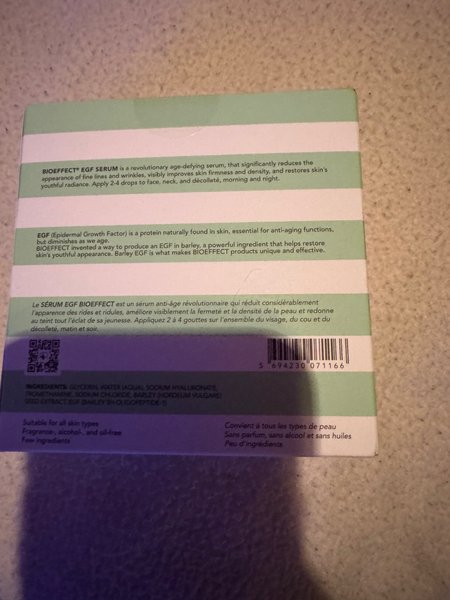 BIOEFFECT® EGF SERUM is a revolutionary age-defying serum, that significantly reduces the
appearance of fine lines and wrinkles, visibly improves skin firmness and density, and restores skin's
youthful radiance. Apply 2-4 drops to face, neck, and décolleté, morning and night.
EGF (Epidermal Growth Factor) is a protein naturally found in skin, essential for anti-aging functions,
but diminishes as we age.
BIOEFFECT invented a way to produce an EGF in barley, a powerful ingredient that helps restore
skin's youthful appearance. Barley EGF is what makes BIOEFFECT products unique and effective.
Le SÉRUM EGF BIOEFFECT est un sérum anti-âge révolutionnaire qui réduit considérablement
l'apparence des rides et ridules, améliore visiblement la fermeté et la densité de la peau et redonne
au teint tout l'éclat de sa jeunesse. Appliquez 2 à 4 gouttes sur l'ensemble du visage, du cou et du
décolleté, matin et soir.
5 694230 071166
INGREDIENTS: GLYCERIN, WATER (AQUA), SODIUM HYALURONATE,
TROMETHAMINE, SODIUM CHLORIDE, BARLEY (HORDEUM VULGARE)
SEED EXTRACT, EGF (BARLEY SH-OLIGOPEPTIDE-1)
Suitable for all skin types
Fragrance-, alcohol-, and oil-free
Few ingredients
Convient à tous les types de peau
Sans parfum, sans alcool et sans huiles
Peu d'ingrédients